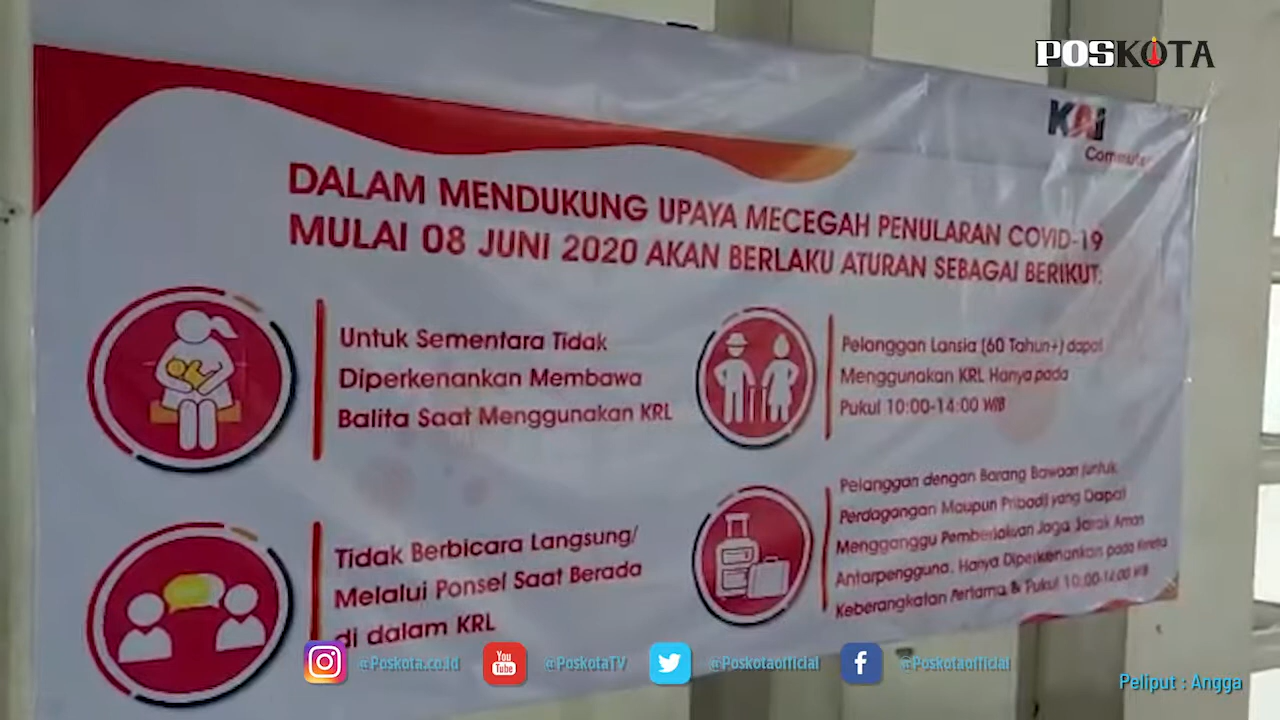 POSKOTA
KAI
Commuter
DALAM MENDUKUNG UPAYA MECEGAH PENULARAN COVID-19
MULAI 08 JUNI 2020 AKAN BERLAKU ATURAN SEBAGAI BERIKUT:
Untuk Sementara Tidak
Diperkenankan Membawa
Balita Saat Menggunakan KRL
Pelanggan Lansia (60 Tahun+) dapat
Menggunakan KRL Hanya pada
Pukul 10:00-14:00 WIB
Tidak Berbicara Langsung/
Melalui Ponsel Saat Berada
di dalam KRL
Pelanggan dengan Barang Bawaan (untuk
Perdagangan Maupun Pribadi) yang Dapat
Mengganggu Pemberlakuan Jaga Jarak Aman
Antarpengguna, Hanya Diperkenankan pada Kereta
Keberangkatan Pertama & Pukul 10:00-14:00 WIB
@Poskota.co.id
You Tube
@PoskotaTV
@Poskotaofficial
@Poskotaofficial
Peliput : Angga